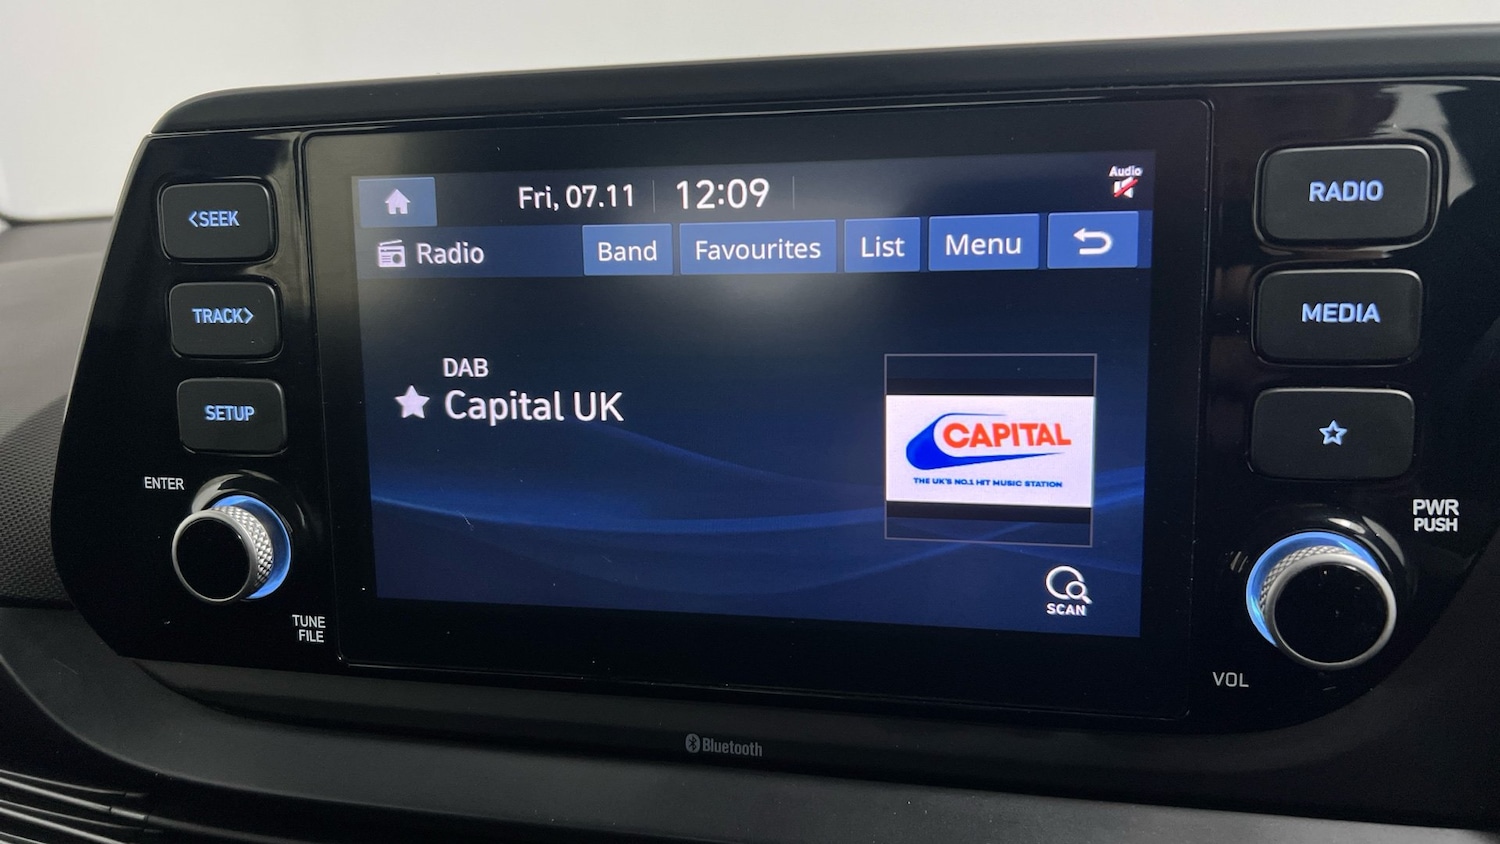 Audio
Fri, 07.11 12:09
Radio Band Favourites List Menu
DAB
Capital UK
CAPITAL
THE UK'S NO.1 HIT MUSIC STATION
SCAN
<SEEK
TRACK>
SETUP
ENTER
TUNE
FILE
RADIO
MEDIA
PWR
PUSH
VOL
Bluetooth